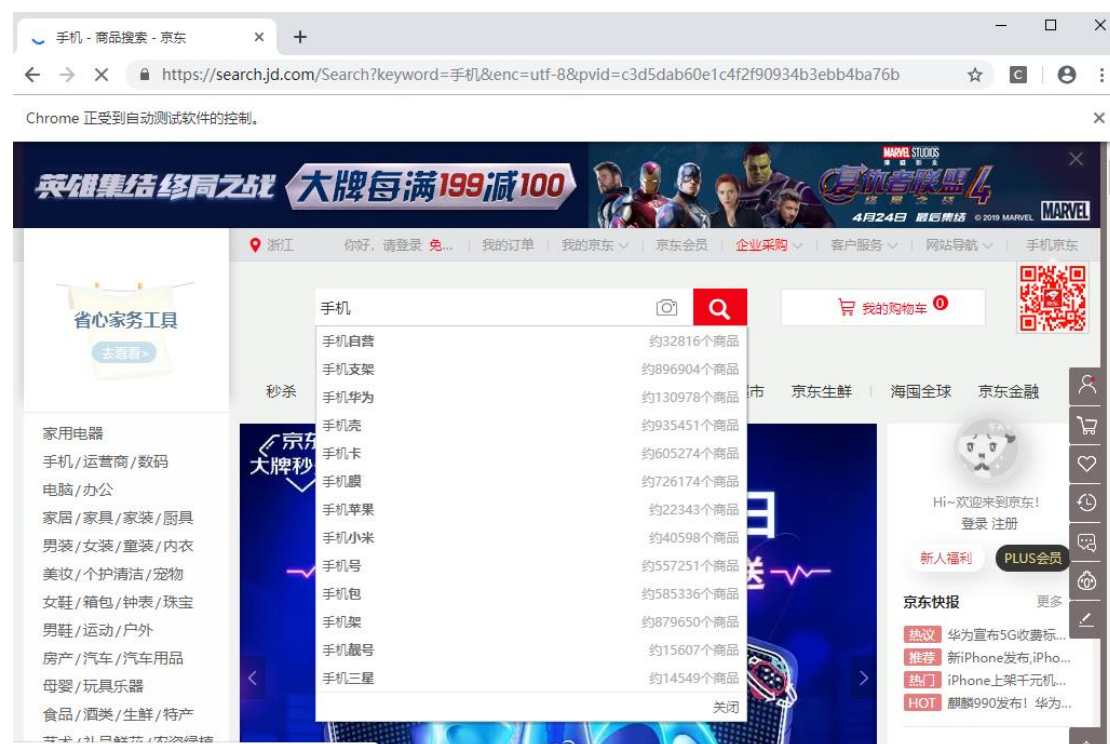 手机 - 商品搜索 - 京东
https://search.jd.com/Search?keyword=手机&enc=utf-8&pvid=c3d5dab60e1c4f2f90934b3ebb4ba76b
Chrome 正受到自动测试软件的控制。
英雄集结终局之战 大牌每满199减100
MARVEL STUDIOS
复仇者联盟4
终局之战
4月24日 最后集结 © 2019 MARVEL MARVEL
浙江 你好，请登录 免... 我的订单 我的京东 京东会员 企业采购 客户服务 网站导航 手机京东
省心家务工具
去看看>
手机
我的购物车 0
手机自营 约32816个商品
手机支架 约896904个商品
手机华为 约130978个商品
手机壳 约935451个商品
手机卡 约605274个商品
手机膜 约726174个商品
手机苹果 约22343个商品
手机小米 约40598个商品
手机号 约557251个商品
手机包 约585336个商品
手机架 约879650个商品
手机靓号 约15607个商品
手机三星 约14549个商品
关闭
秒杀 市 京东生鲜 海囤全球 京东金融
家用电器
手机/运营商/数码
电脑/办公
家居/家具/家装/厨具
男装/女装/童装/内衣
美妆/个护清洁/宠物
女鞋/箱包/钟表/珠宝
男鞋/运动/户外
房产/汽车/汽车用品
母婴/玩具乐器
食品/酒类/生鲜/特产
京东
大牌秒
日
送
Hi~欢迎来到京东!
登录 注册
新人福利 PLUS会员
京东快报 更多
热议 华为宣布5G收费标...
推荐 新iPhone发布,iPho...
热门 iPhone上架千元机...
HOT 麒麟990发布! 华为...